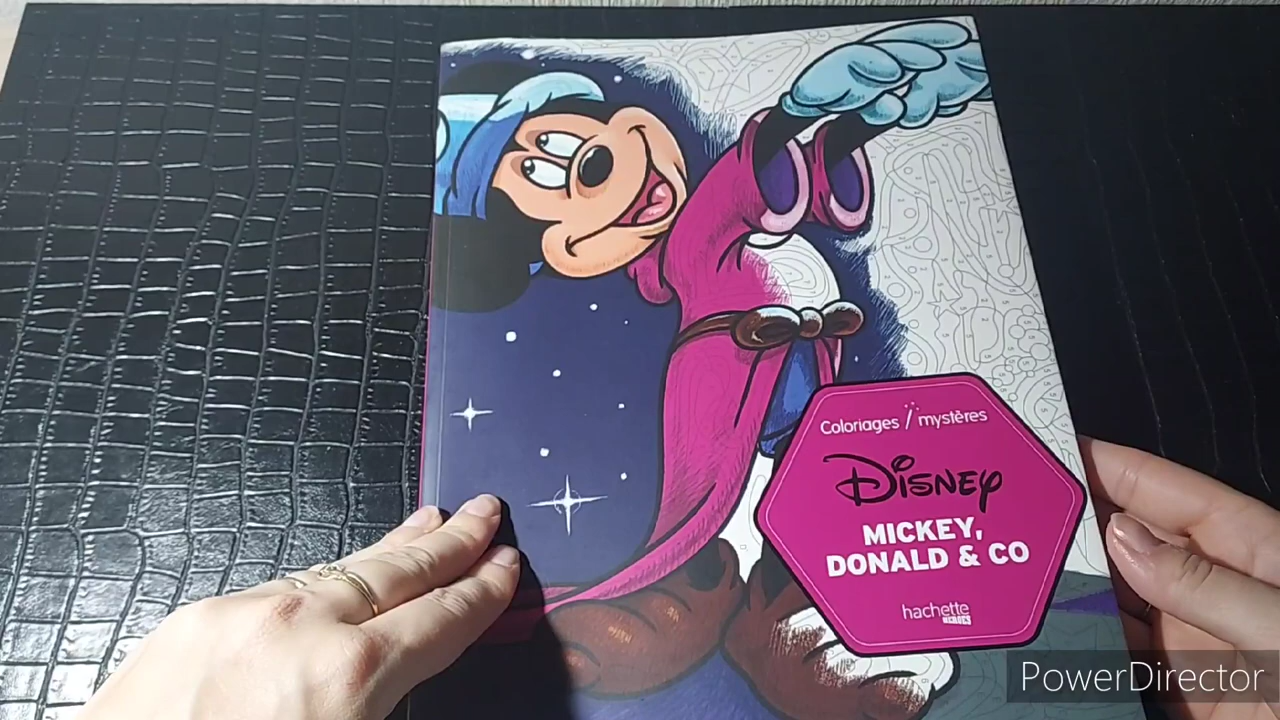 Coloriages mystères
DISNEY
MICKEY,
DONALD & CO
hachette
HEROES
PowerDirector